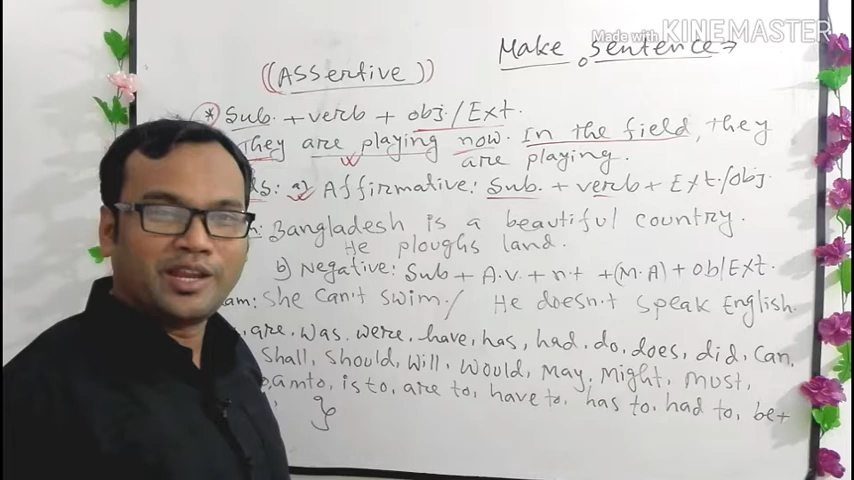 Made with KINEMASTER
Make sentence →
((Assertive))
* Sub. + verb + obj/Ext.
They are playing now. In the field, they
are playing.
a) Affirmative: Sub. + verb + Ext./obj.
Bangladesh is a beautiful country.
He ploughs land.
b) Negative: Sub + A.v + n.t + (M.A) + ob/Ext.
am: She can't swim. / He doesn't speak English.
are. was. were. have, has, had. do, does, did, can,
Shall, Should, will, would, may, might, must,
amto, is to, are to, have to, has to, had to, be+